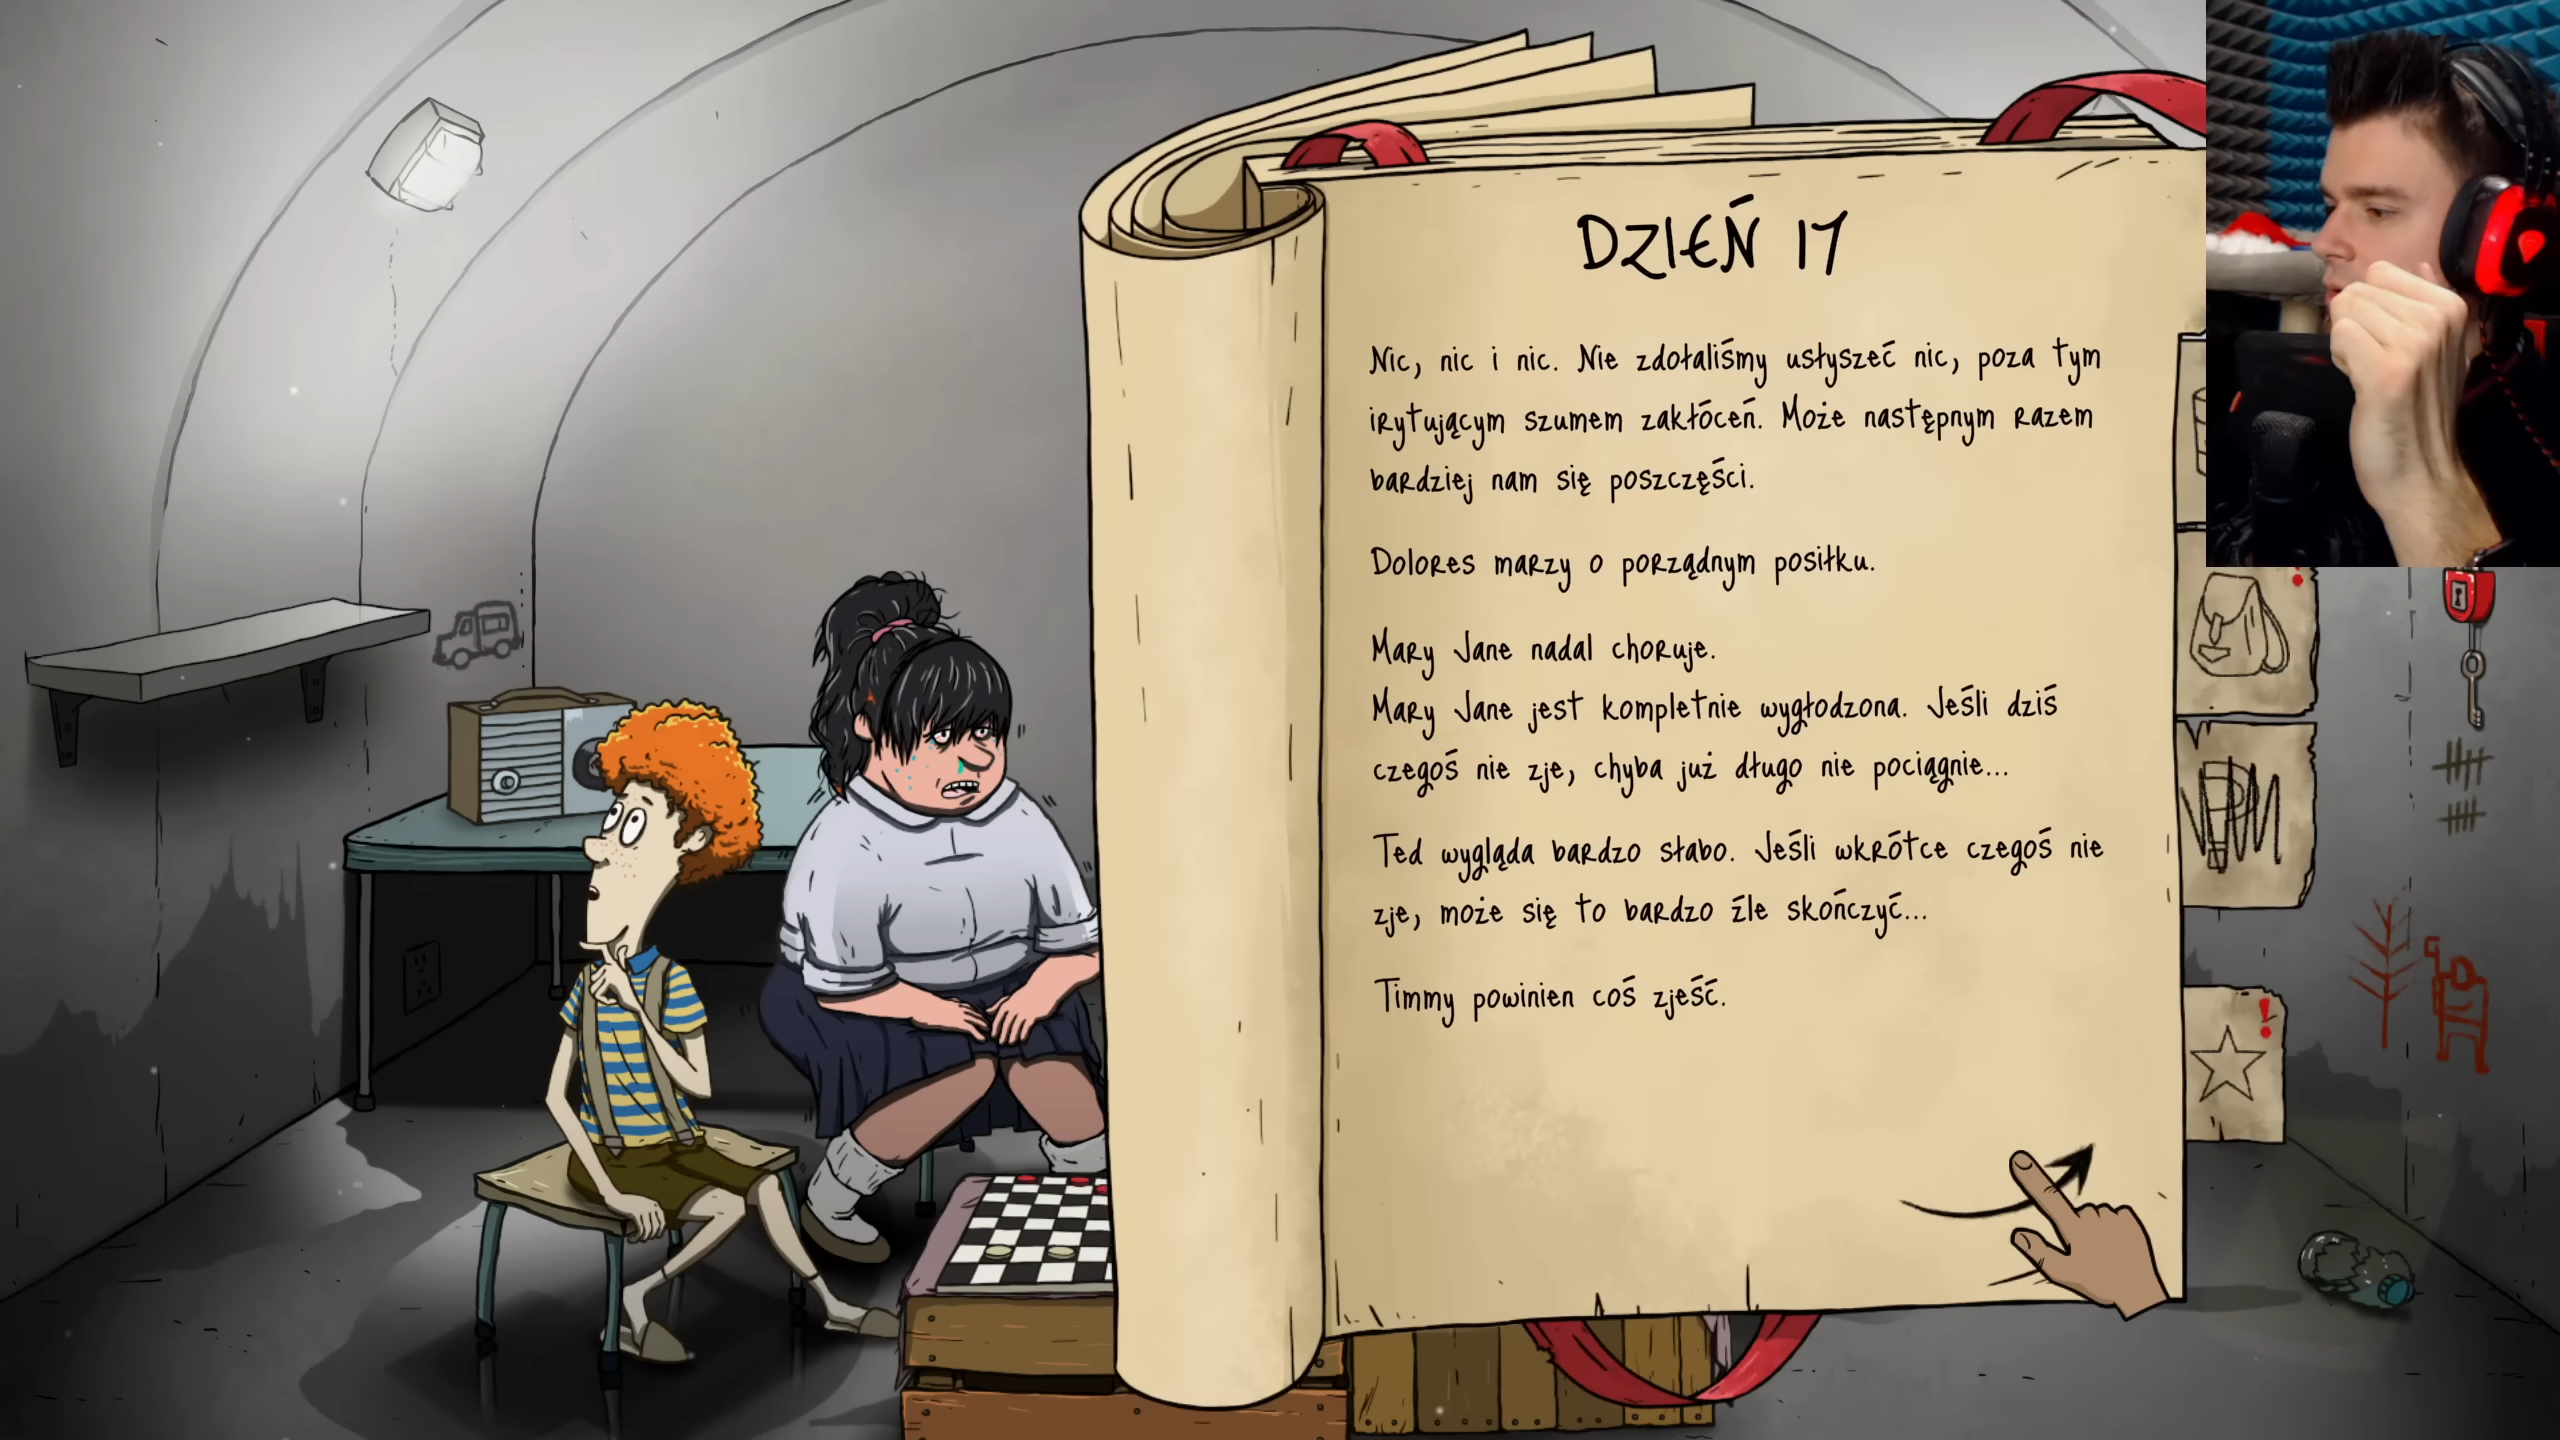 DZIEŃ 17
Nic, nic i nic. Nie zdołaliśmy usłyszeć nic, poza tym
irytującym szumem zakłóceń. Może następnym razem
bardziej nam się poszczęści.
Dolores marzy o porządnym posiłku.
Mary Jane nadal choruje.
Mary Jane jest kompletnie wygłodzona. Jeśli dziś
czegoś nie zje, chyba już długo nie pociągnie...
Ted wygląda bardzo słabo. Jeśli wkrótce czegoś nie
zje, może się to bardzo źle skończyć...
Timmy powinien coś zjeść.